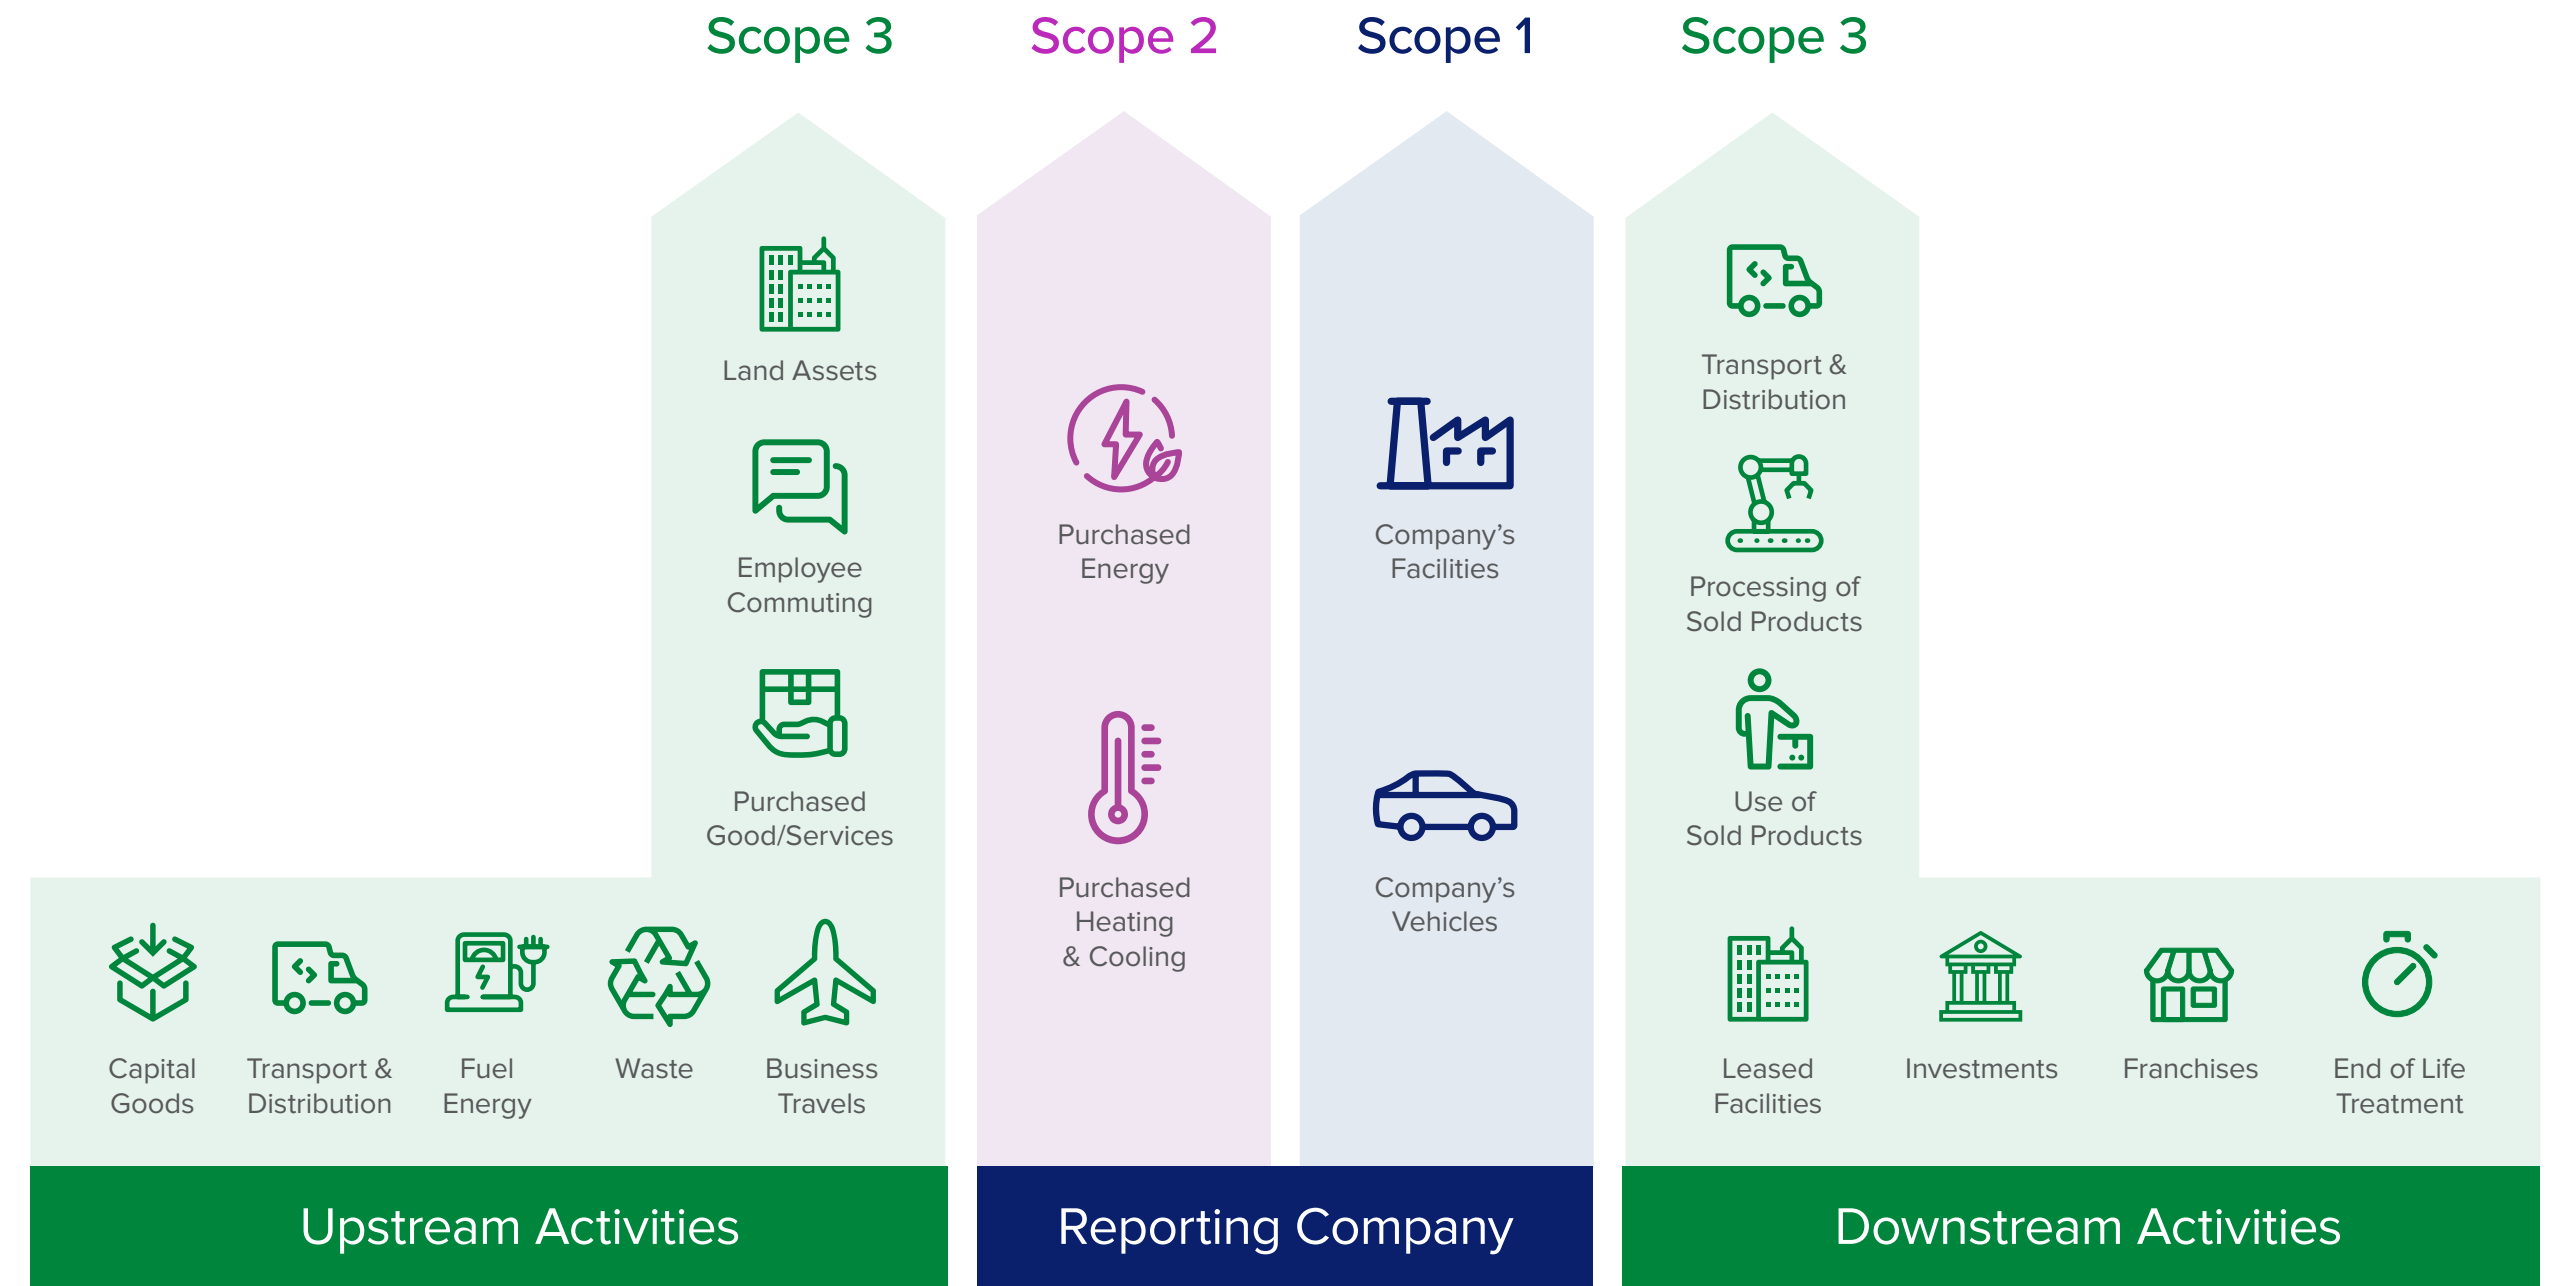 Scope 3
Scope 2
Scope 1
Scope 3
Land Assets
Employee
Commuting
Purchased
Good/Services
Capital
Goods
Transport &
Distribution
Fuel
Energy
Waste
Business
Travels
Purchased
Energy
Purchased
Heating
& Cooling
Company’s
Facilities
Company’s
Vehicles
Transport &
Distribution
Processing of
Sold Products
Use of
Sold Products
Leased
Facilities
Investments
Franchises
End of Life
Treatment
Upstream Activities
Reporting Company
Downstream Activities